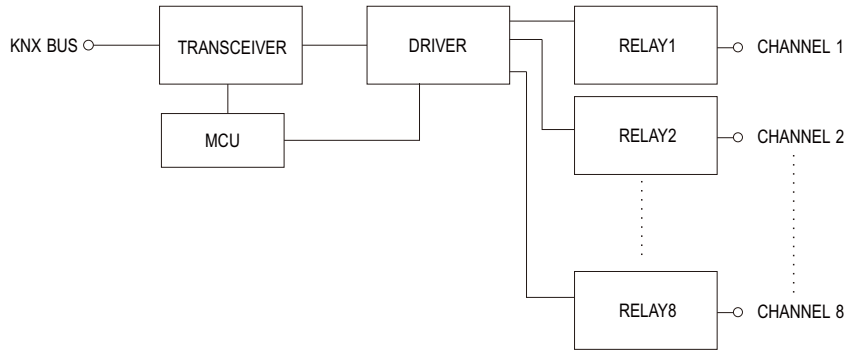 KNX BUS
TRANSCEIVER
DRIVER
RELAY1
CHANNEL 1
MCU
RELAY2
CHANNEL 2
RELAY8
CHANNEL 8